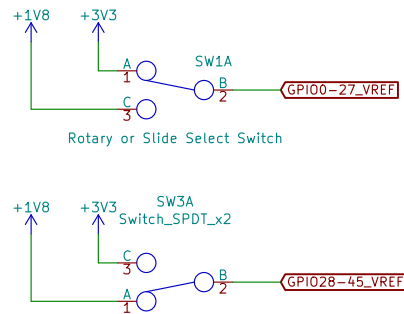 +1V8 +3V3
SW1A
A
1
B
2
GPIO0-27_VREF
C
3
Rotary or Slide Select Switch
+1V8 +3V3
SW3A
Switch_SPDT_x2
C
3
B
2
GPIO28-45_VREF
A
1